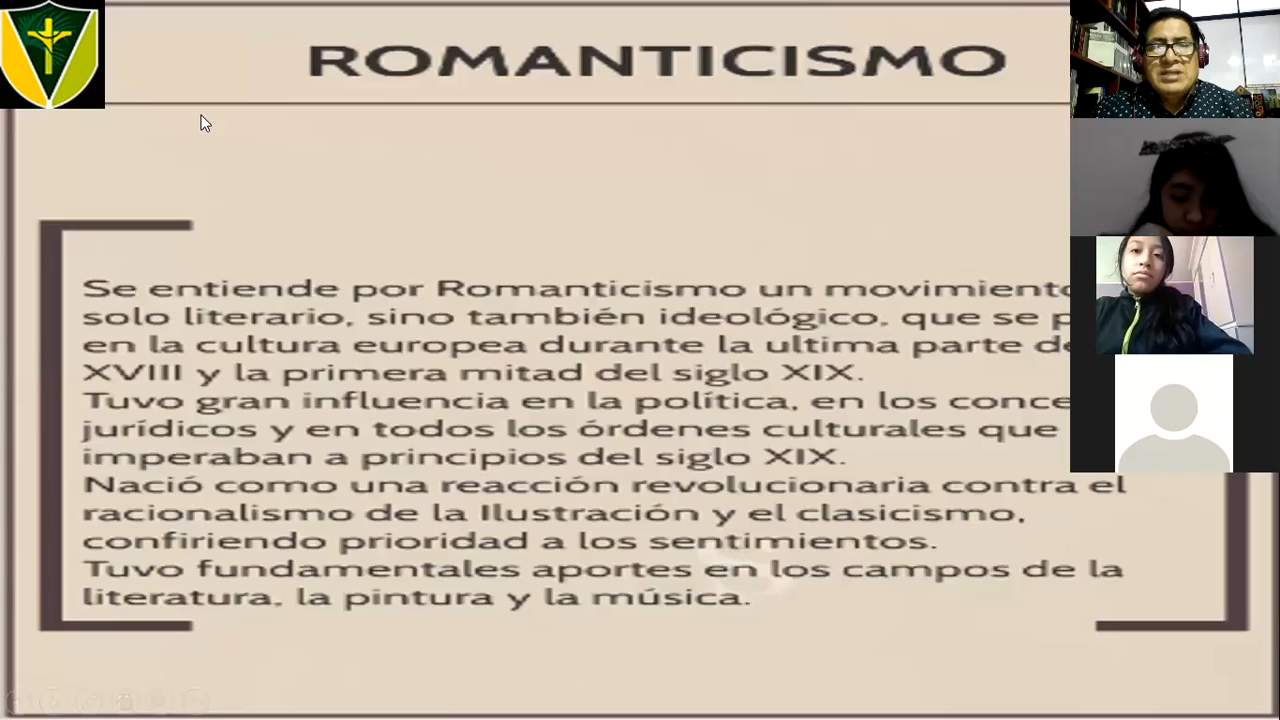 ROMANTICISMO
Se entiende por Romanticismo un movimiento
solo literario, sino también ideológico, que se
en la cultura europea durante la ultima parte
XVIII y la primera mitad del siglo XIX.
Tuvo gran influencia en la política, en los
jurídicos y en todos los órdenes culturales que
imperaban a principios del siglo XIX.
Nació como una reacción revolucionaria contra el
racionalismo de la Ilustración y el clasicismo,
confiriendo prioridad a los sentimientos.
Tuvo fundamentales aportes en los campos de la
literatura, la pintura y la música.